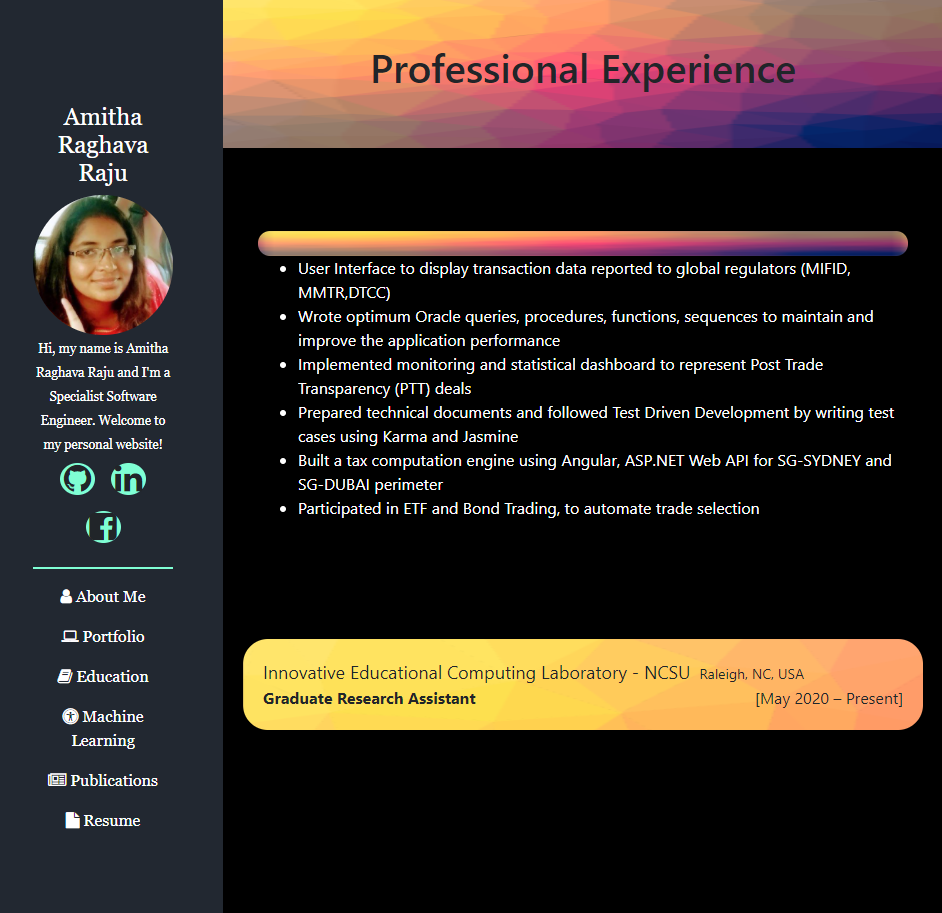 Amitha
Raghava
Raju
Hi, my name is Amitha
Raghava Raju and I'm a
Specialist Software
Engineer. Welcome to
my personal website!
in
f
About Me
Portfolio
Education
Machine
Learning
Publications
Resume
Professional Experience
User Interface to display transaction data reported to global regulators (MIFID,
MMTR,DTCC)
Wrote optimum Oracle queries, procedures, functions, sequences to maintain and
improve the application performance
Implemented monitoring and statistical dashboard to represent Post Trade
Transparency (PTT) deals
Prepared technical documents and followed Test Driven Development by writing test
cases using Karma and Jasmine
Built a tax computation engine using Angular, ASP.NET Web API for SG-SYDNEY and
SG-DUBAI perimeter
Participated in ETF and Bond Trading, to automate trade selection
Innovative Educational Computing Laboratory - NCSU Raleigh, NC, USA
Graduate Research Assistant [May 2020 – Present]